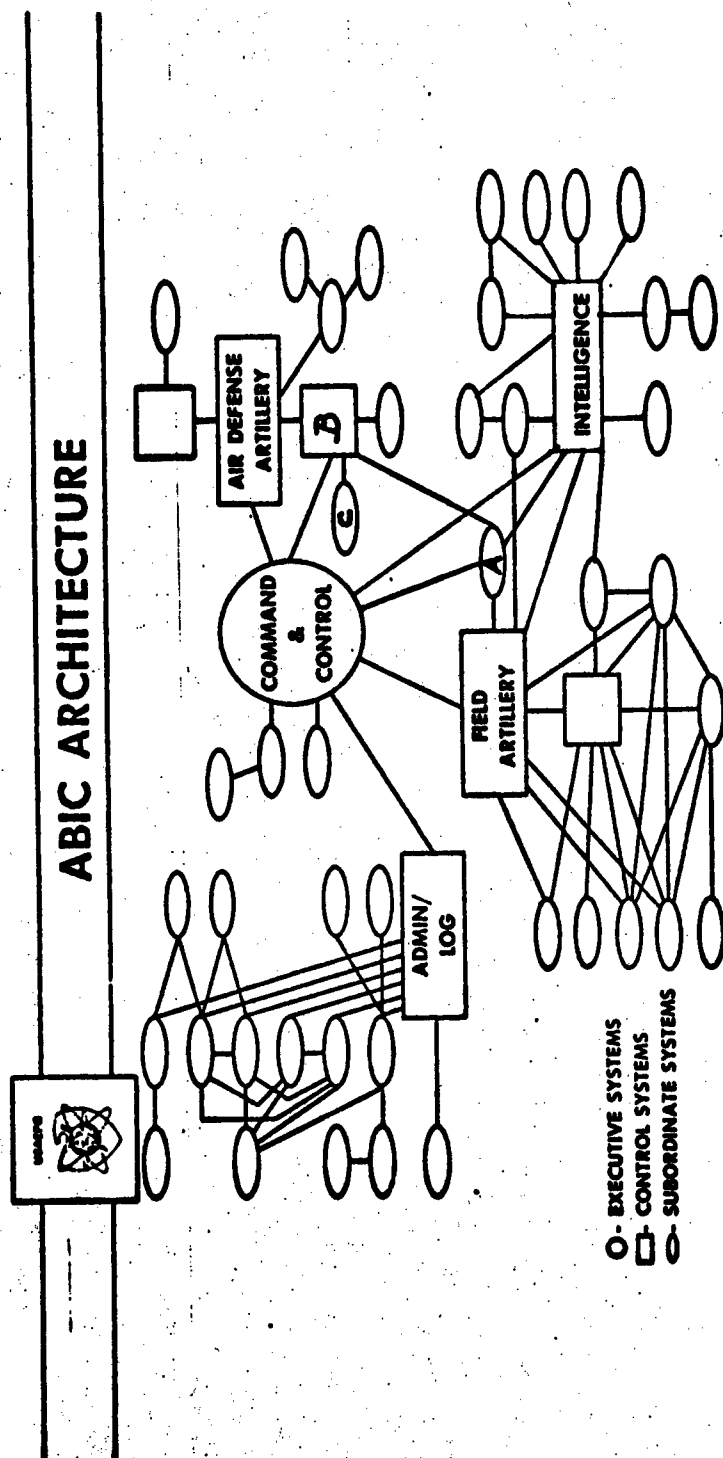 ABIC ARCHITECTURE
COMMAND
&
CONTROL
AIR DEFENSE
ARTILLERY
B
C
A
ADMIN/
LOG
FIELD
ARTILLERY
INTELLIGENCE
O- EXECUTIVE SYSTEMS
- CONTROL SYSTEMS
- SUBORDINATE SYSTEMS